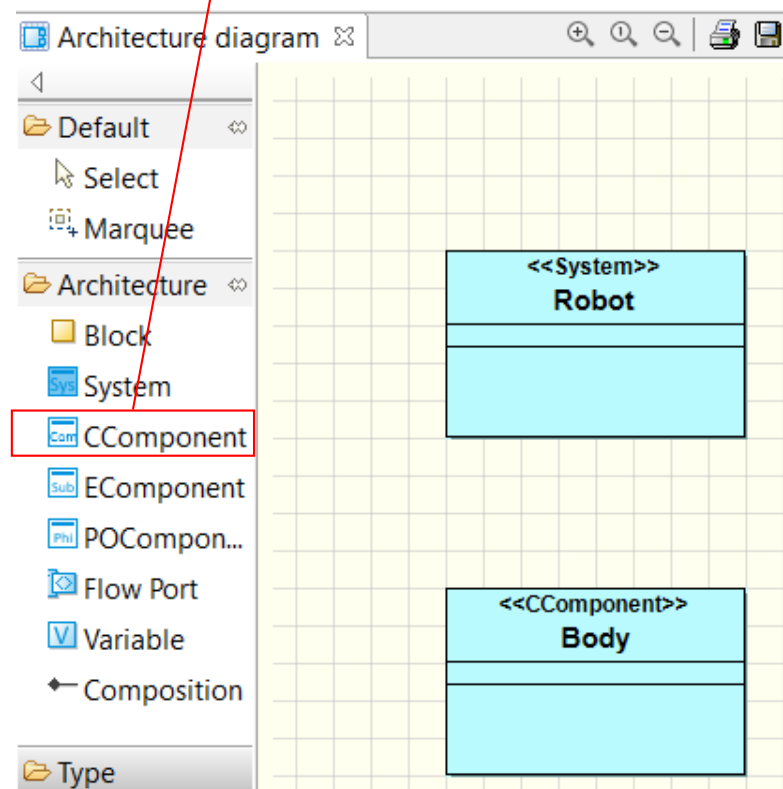 Architecture diagram
Default
Select
Marquee
Architecture
Block
Sys System
Com CComponent
Sub EComponent
Phi POCompon...
Flow Port
V Variable
Composition
Type
<<System>>
Robot
<<CComponent>>
Body